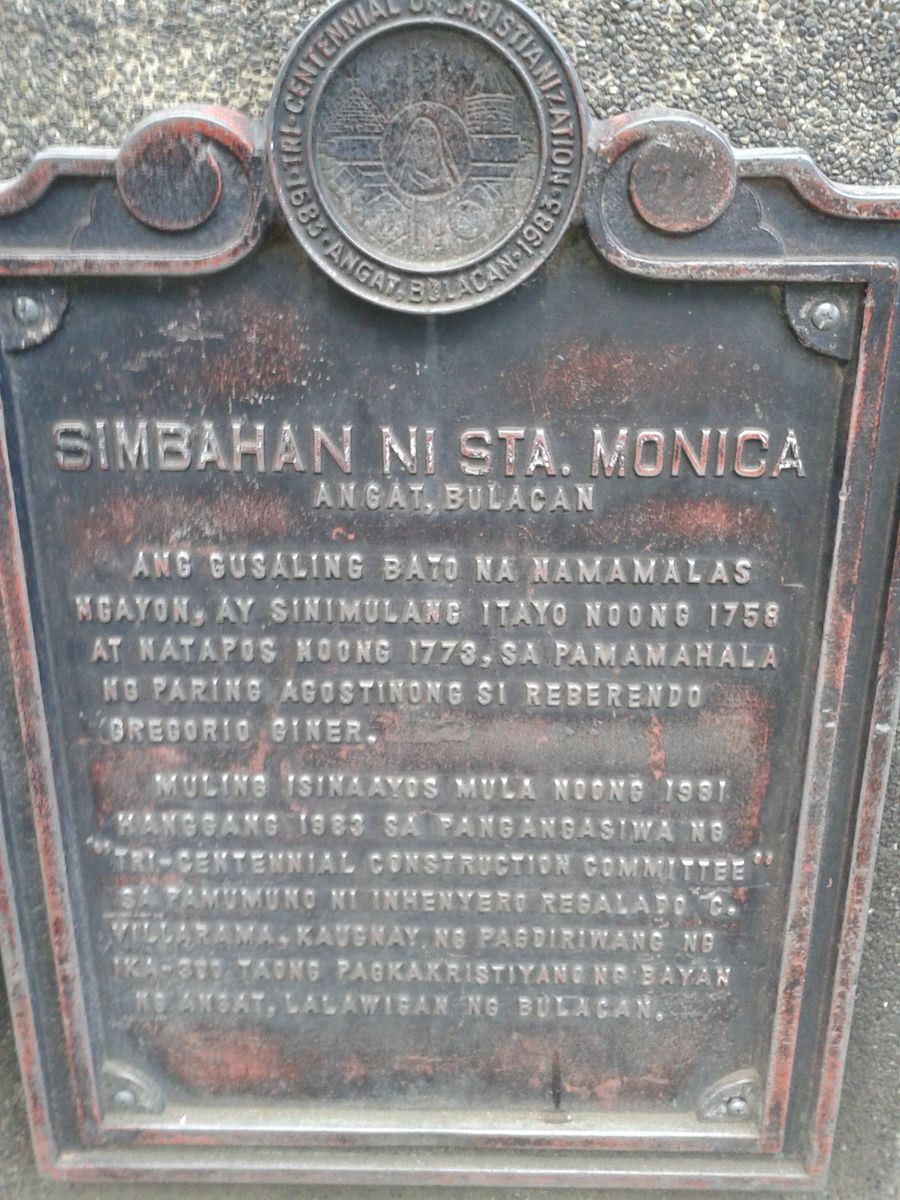 TRI-CENTENNIAL OF CHRISTIANIZATION
1683 · ANGAT, BULACAN · 1983
SIMBAHAN NI STA. MONICA
ANGAT, BULACAN
ANG GUSALING BATO NA NAMAMALAS
NGAYON, AY SINIMULANG ITAYO NOONG 1758
AT NATAPOS NOONG 1773, SA PAMAMAHALA
NG PARING AGOSTINONG SI REBERENDO
GREGORIO GINER.
MULING ISINAAYOS MULA NOONG 1981
HANGGANG 1983 SA PANGANGASIWA NG
"TRI-CENTENNIAL CONSTRUCTION COMMITTEE"
SA PAMUMUNO NI INHENYERO REGALADO C.
VILLARAMA, KAUGNAY NG PAGDIRIWANG NG
IKA-300 TAONG PAGKAKRISTIYANO NG BAYAN
NG ANGAT, LALAWIGAN NG BULACAN.